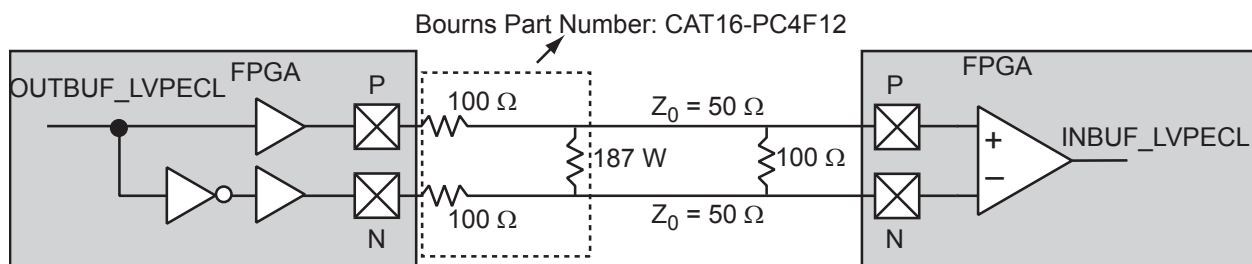 Bourns Part Number: CAT16-PC4F12
OUTBUF_LVPECL
FPGA
P
100 Ω
Z0 = 50 Ω
187 W
100 Ω
100 Ω
N
Z0 = 50 Ω
FPGA
P
+
−
INBUF_LVPECL
N